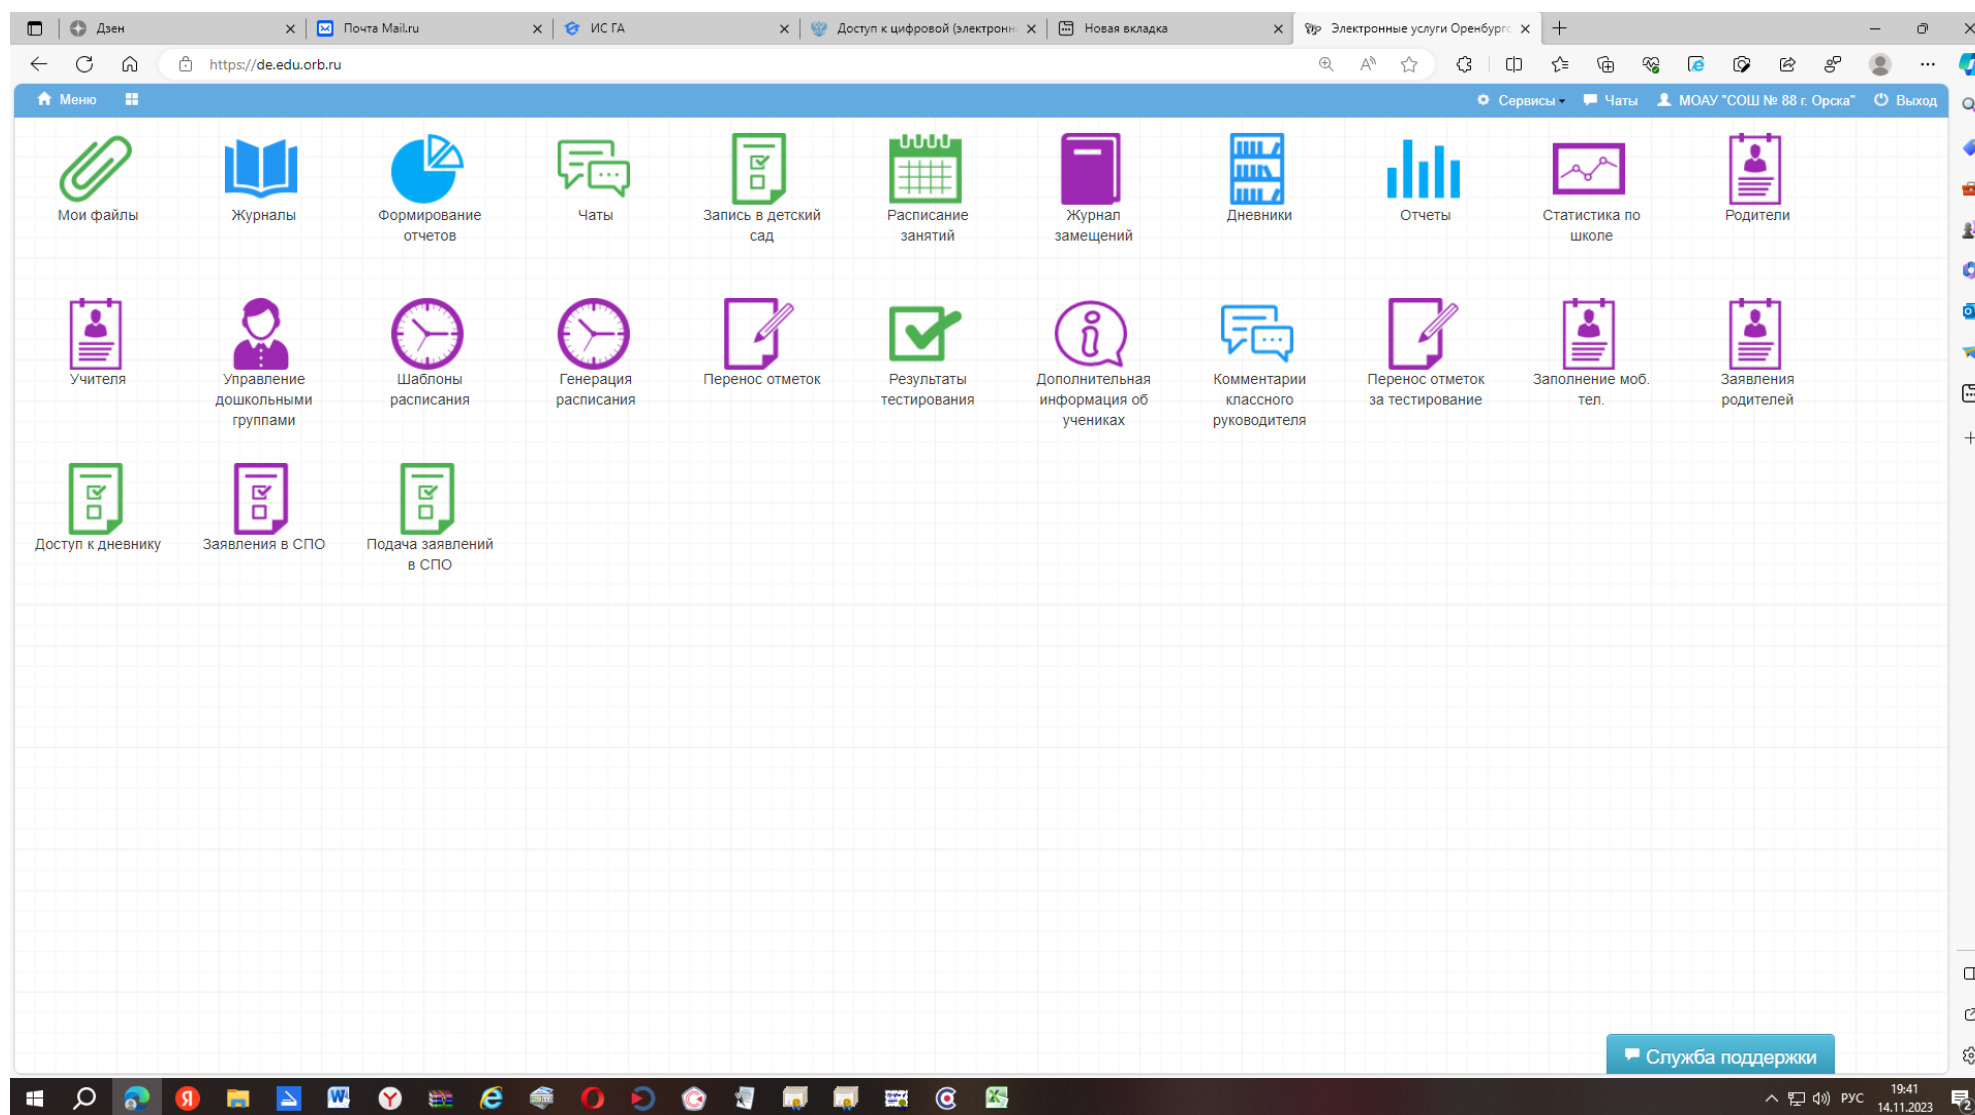 Дзен
Почта Mail.ru
ИС ГА
Доступ к цифровой (электронн
Новая вкладка
Электронные услуги Оренбургс
https://de.edu.orb.ru
Меню
Сервисы
Чаты
МОАУ "СОШ № 88 г. Орска"
Выход
Мои файлы
Журналы
Формирование
отчетов
Чаты
Запись в детский
сад
Расписание
занятий
Журнал
замещений
Дневники
Отчеты
Статистика по
школе
Родители
Учителя
Управление
дошкольными
группами
Шаблоны
расписания
Генерация
расписания
Перенос отметок
Результаты
тестирования
Дополнительная
информация об
учениках
Комментарии
классного
руководителя
Перенос отметок
за тестирование
Заполнение моб.
тел.
Заявления
родителей
Доступ к дневнику
Заявления в СПО
Подача заявлений
в СПО
Служба поддержки
РУС
19:41
14.11.2023
2